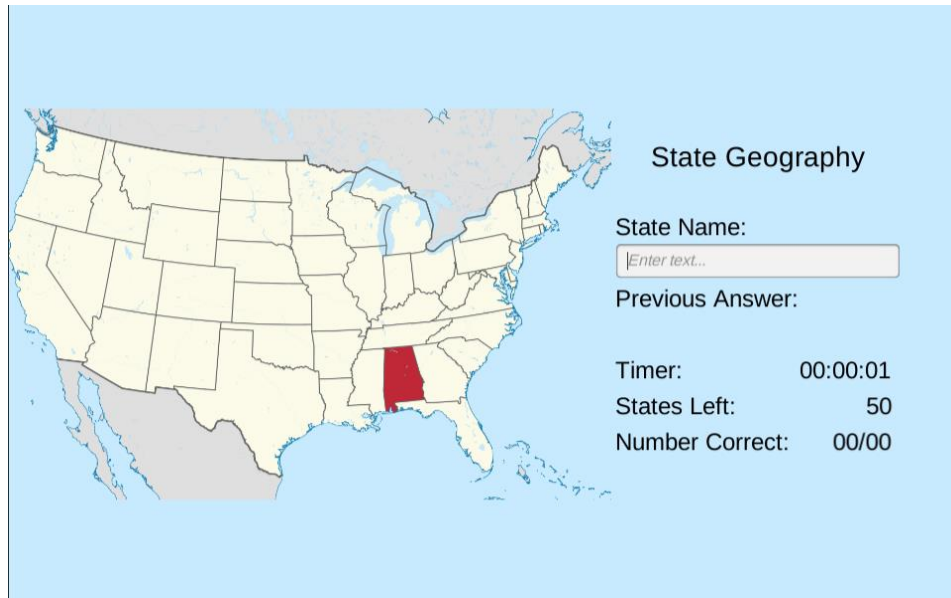 State Geography
State Name:
Enter text...
Previous Answer:
Timer: 00:00:01
States Left: 50
Number Correct: 00/00